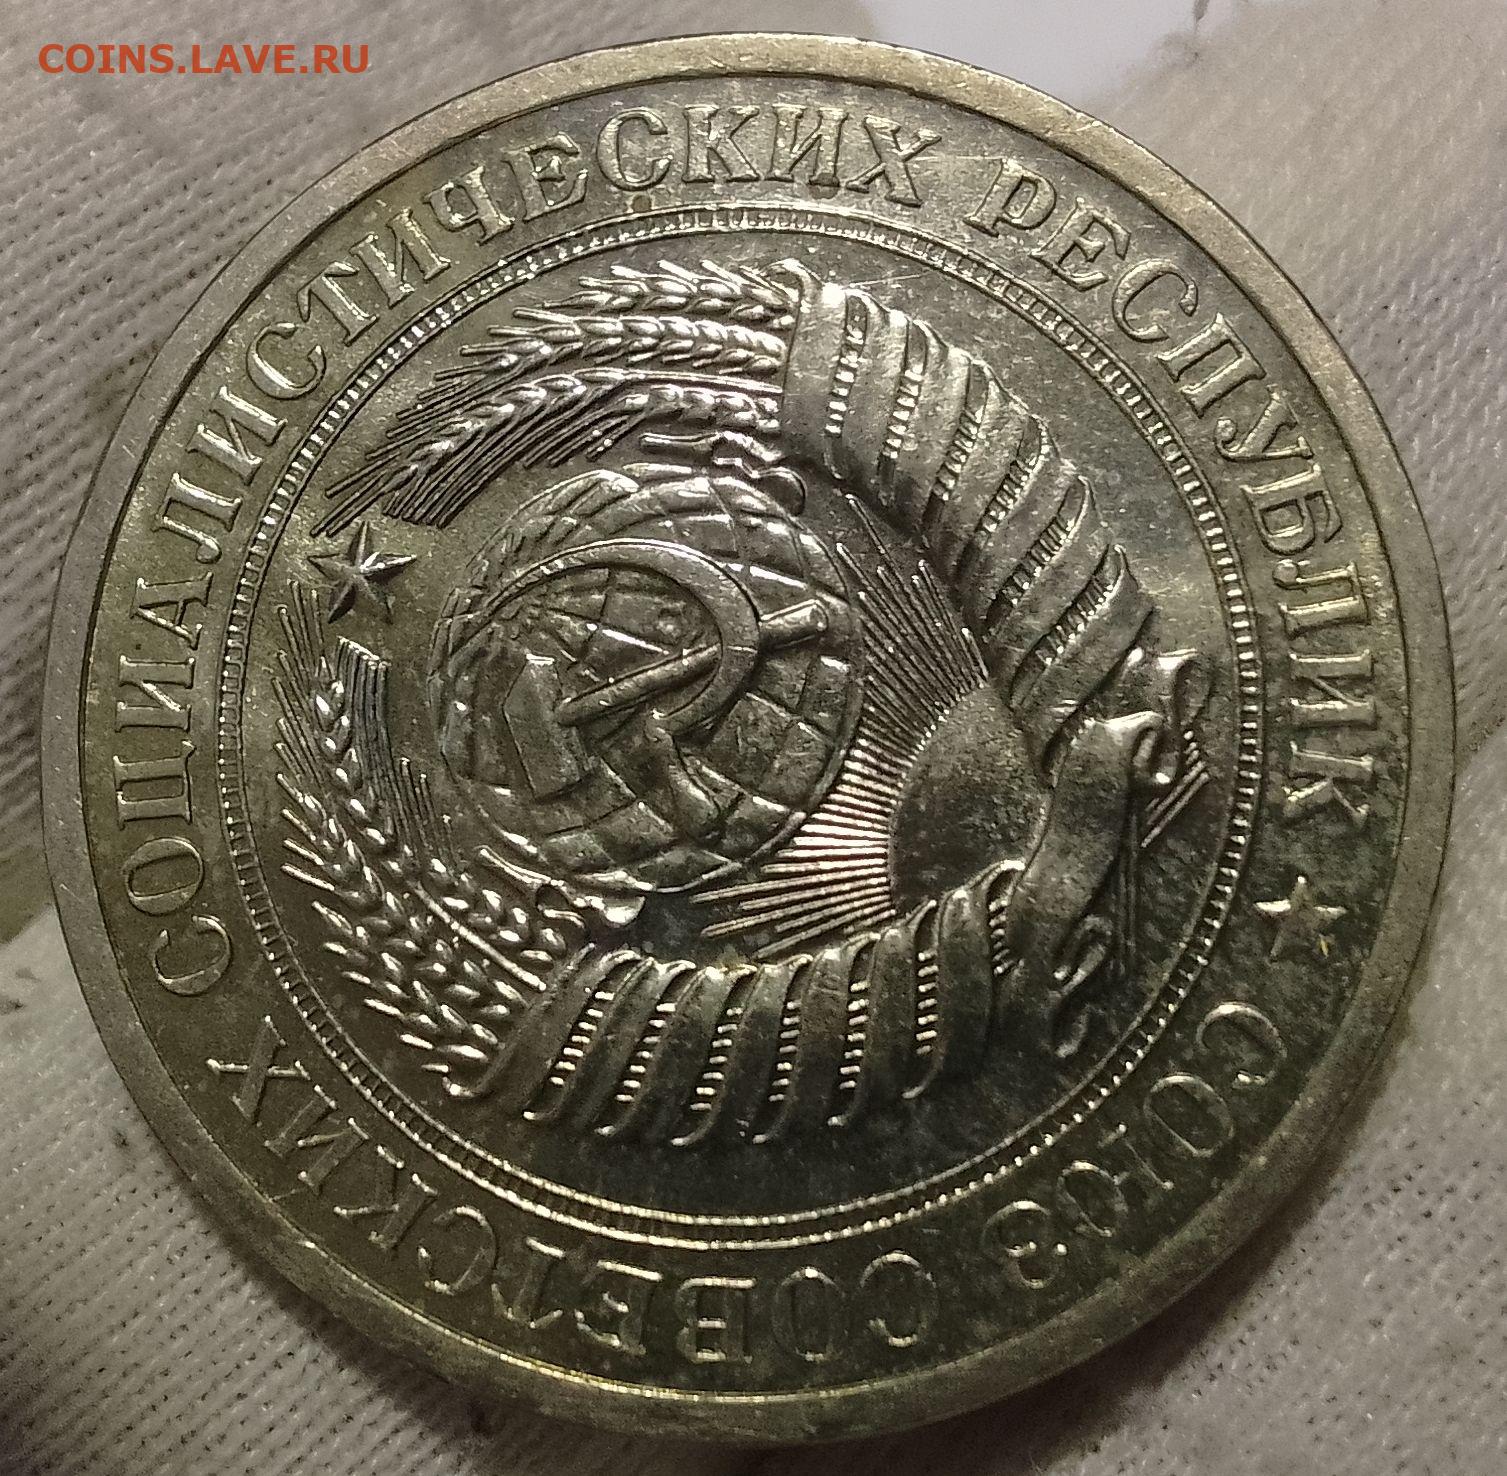 COINS.LAVE.RU
СОЮЗ СОВЕТСКИХ СОЦИАЛИСТИЧЕСКИХ РЕСПУБЛИК